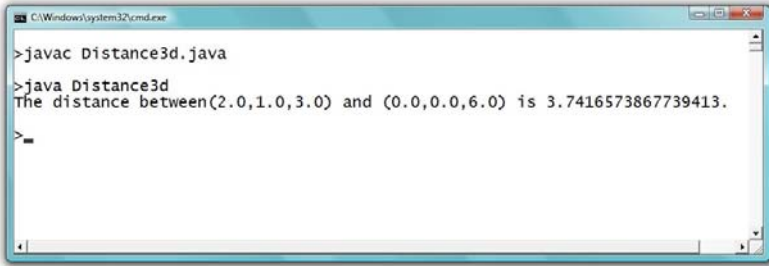 C:\Windows\system32\cmd.exe
>javac Distance3d.java
>java Distance3d
The distance between(2.0,1.0,3.0) and (0.0,0.0,6.0) is 3.7416573867739413.
>_